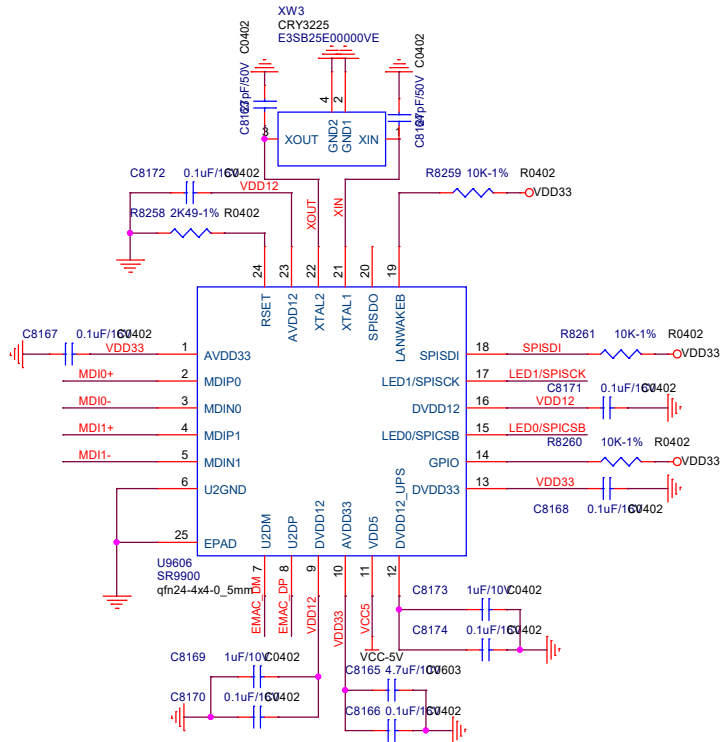 XW3
CRY3225
E3SB25E00000VE
C0402
C0402
4
2
GND2
GND1
3
XOUT
XIN
1
C8172 0.1uF/16V C0402
VDD12
R8258 2K49-1% R0402
XOUT
XIN
R8259 10K-1% R0402
VDD33
24
23
22
21
20
19
RSET
AVDD12
XTAL2
XTAL1
SPISDO
LANWAKEB
C8167 0.1uF/16V C0402
VDD33
1
AVDD33
MDI0+
2
MDIP0
MDI0-
3
MDIN0
MDI1+
4
MDIP1
MDI1-
5
MDIN1
6
U2GND
25
EPAD
SPISDI
18
SPISDI
R8261 10K-1% R0402
VDD33
LED1/SPISCK
17
LED1/SPISCK
C8171 0.1uF/16V C0402
DVDD12
16
VDD12
LED0/SPICSB
15
LED0/SPICSB
R8260 10K-1% R0402
GPIO
14
VDD33
DVDD33
13
VDD33
C8168 0.1uF/16V C0402
U2DM
U2DP
DVDD12
AVDD33
VDD5
DVDD12_UPS
U9606
SR9900
qfn24-4x4-0_5mm
7
8
9
10
11
12
EMAC_DM
EMAC_DP
VDD12
VDD33
VCC5
VCC-5V
C8173 1uF/10V C0402
C8174 0.1uF/16V C0402
C8169 1uF/10V C0402
C8170 0.1uF/16V C0402
C8165 4.7uF/10V C0603
C8166 0.1uF/16V C0402